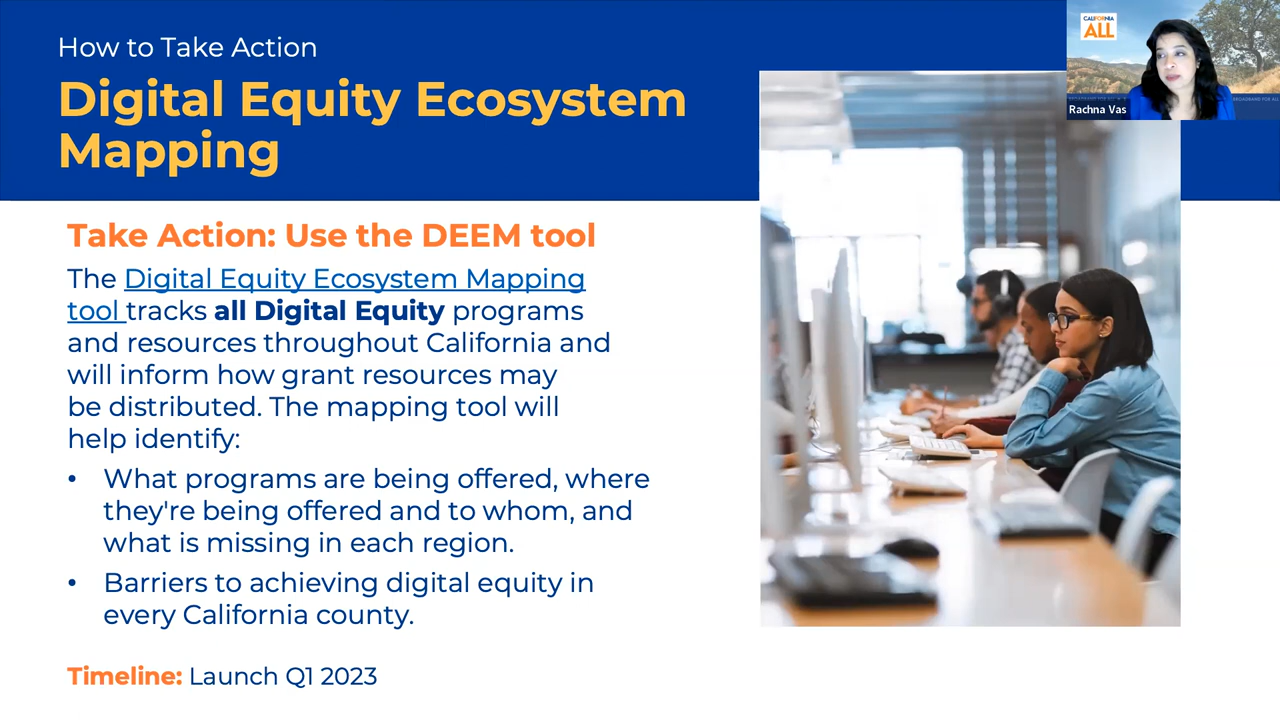 How to Take Action
Digital Equity Ecosystem
Mapping
CALIFORNIA
ALL
BROADBAND FOR ALL
Rachna Vas
Take Action: Use the DEEM tool
The Digital Equity Ecosystem Mapping
tool tracks all Digital Equity programs
and resources throughout California and
will inform how grant resources may
be distributed. The mapping tool will
help identify:
• What programs are being offered, where
they're being offered and to whom, and
what is missing in each region.
• Barriers to achieving digital equity in
every California county.
Timeline: Launch Q1 2023